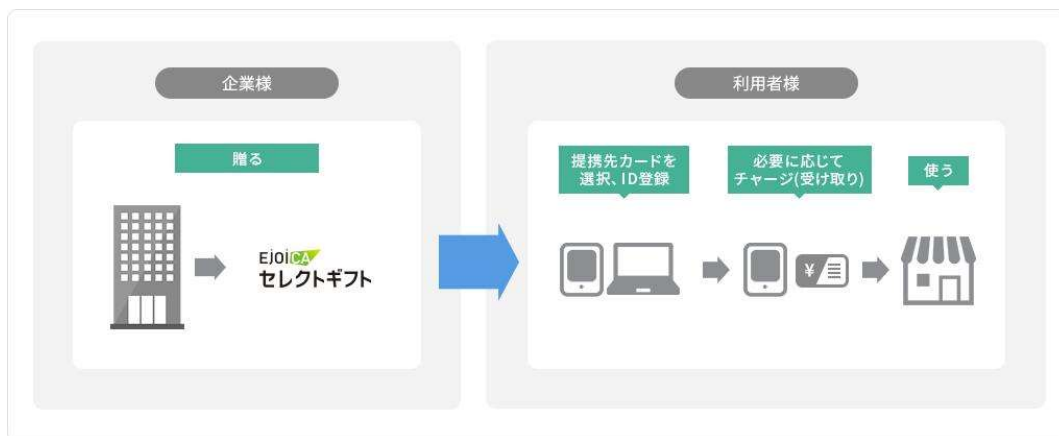 企業様
贈る
EJOICA
セレクトギフト
利用者様
提携先カードを
選択、ID登録
必要に応じて
チャージ(受け取り)
使う
¥